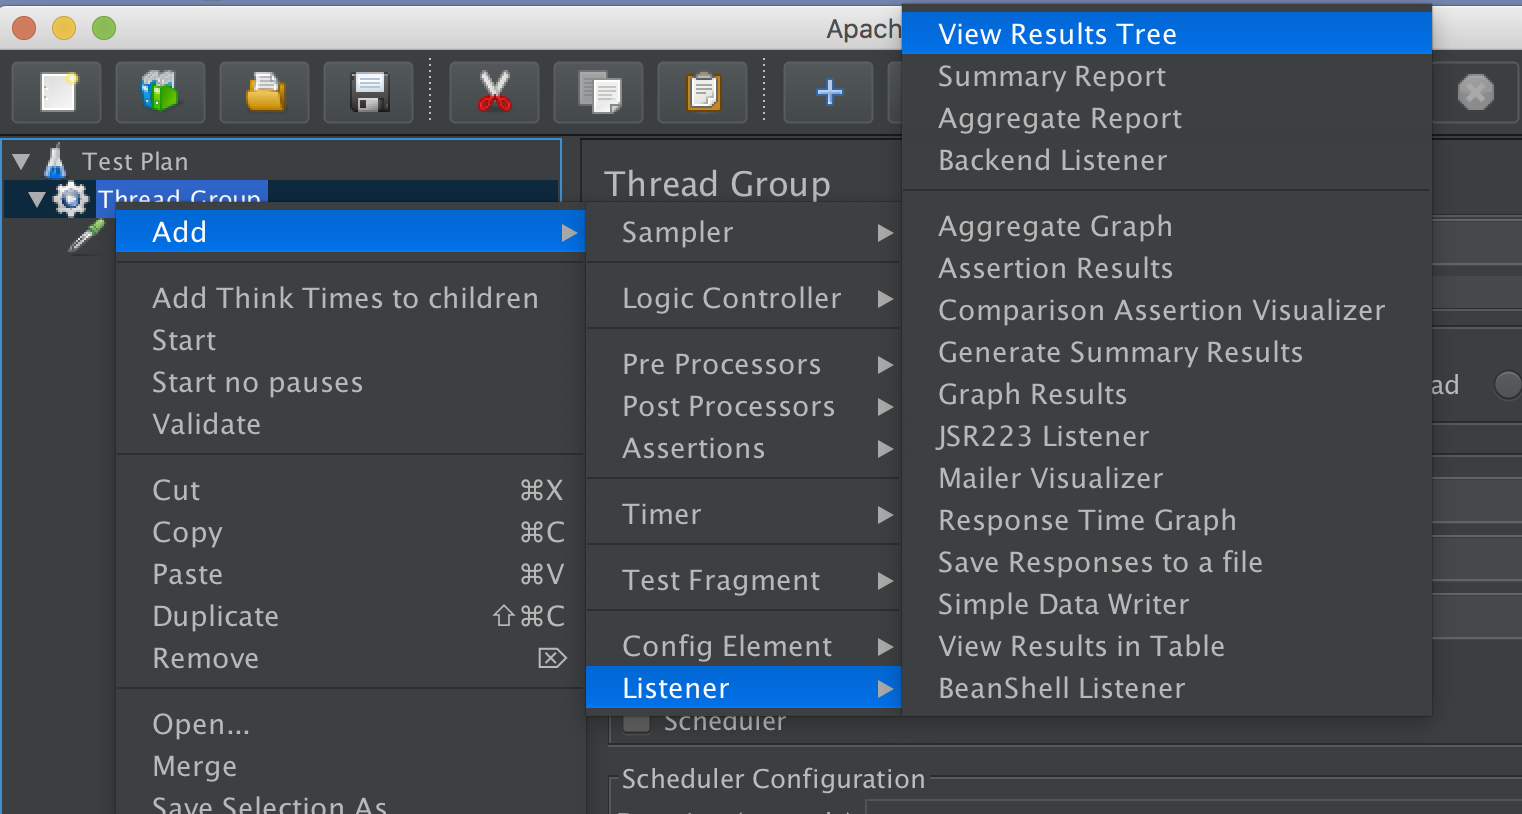 Apach
Test Plan
Thread Group
Thread Group
Add
Add Think Times to children
Start
Start no pauses
Validate
Cut ⌘X
Copy ⌘C
Paste ⌘V
Duplicate ⇧⌘C
Remove ⌦
Open...
Merge
Save Selection As
Sampler
Logic Controller
Pre Processors
Post Processors
Assertions
Timer
Test Fragment
Config Element
Listener
View Results Tree
Summary Report
Aggregate Report
Backend Listener
Aggregate Graph
Assertion Results
Comparison Assertion Visualizer
Generate Summary Results
Graph Results
JSR223 Listener
Mailer Visualizer
Response Time Graph
Save Responses to a file
Simple Data Writer
View Results in Table
BeanShell Listener
ad
Scheduler
Scheduler Configuration